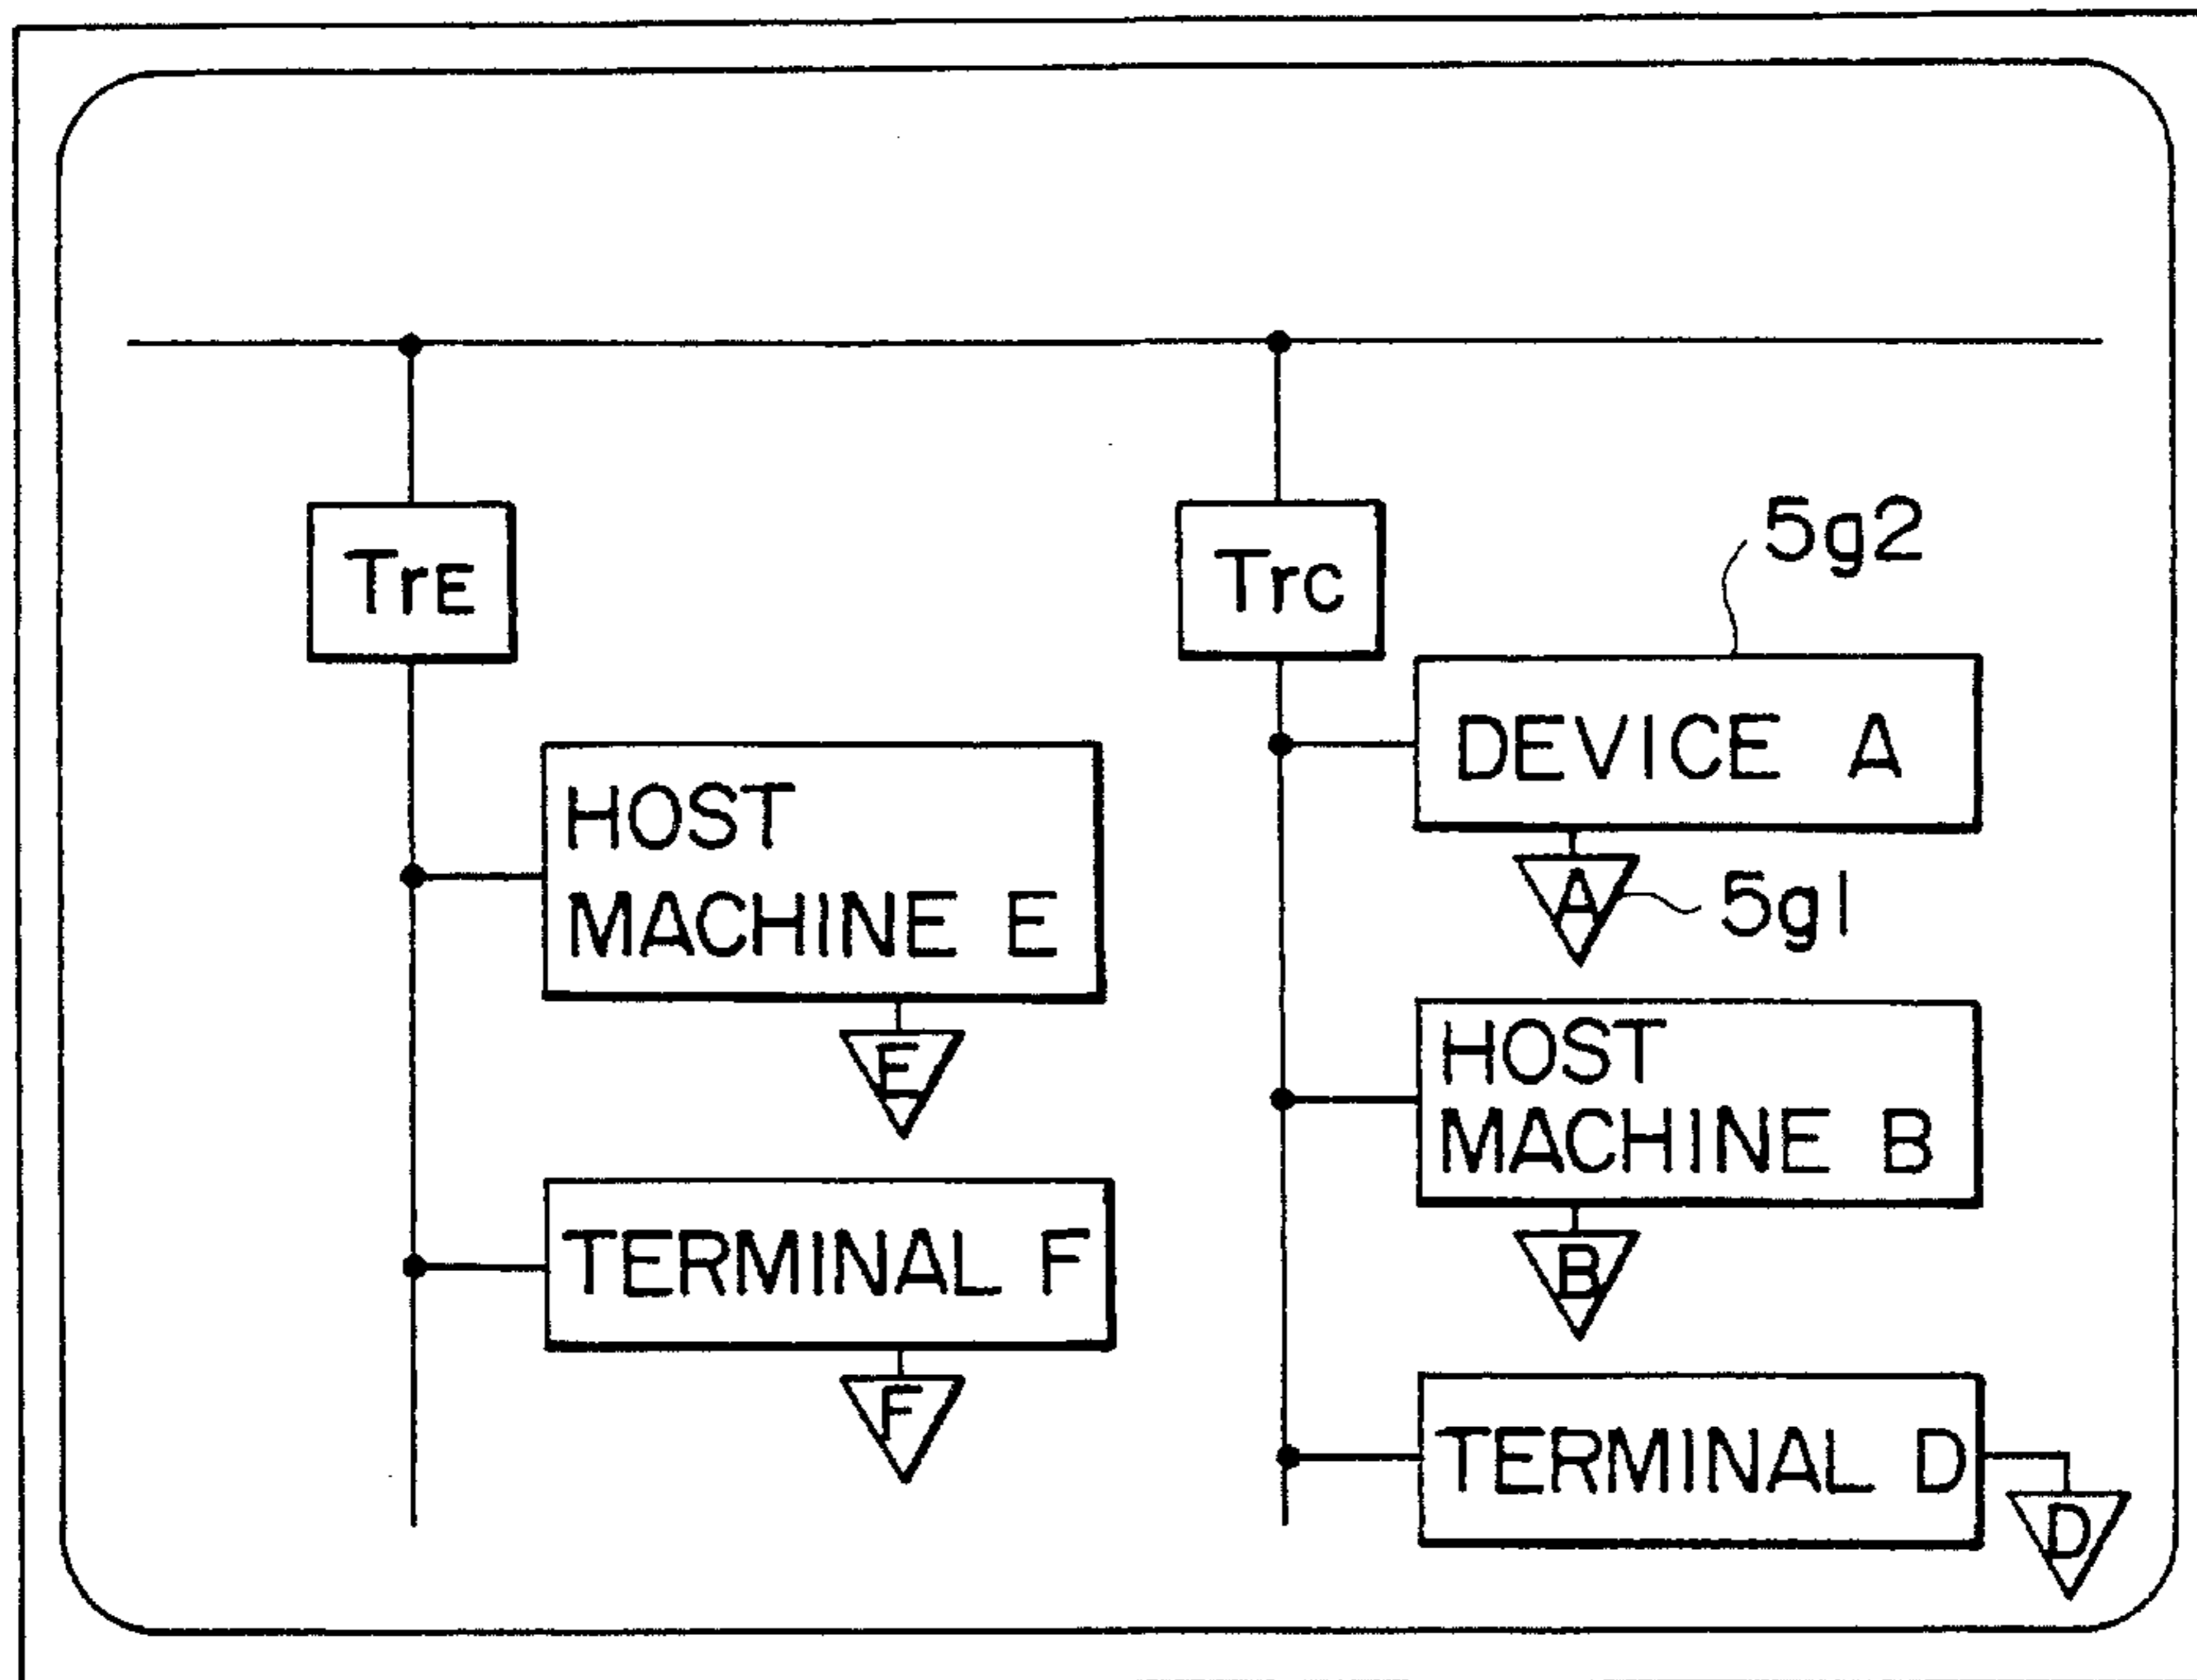 TrE
TrC
5g2
DEVICE A
A
5g1
HOST
MACHINE E
E
HOST
MACHINE B
B
TERMINAL F
F
TERMINAL D
D